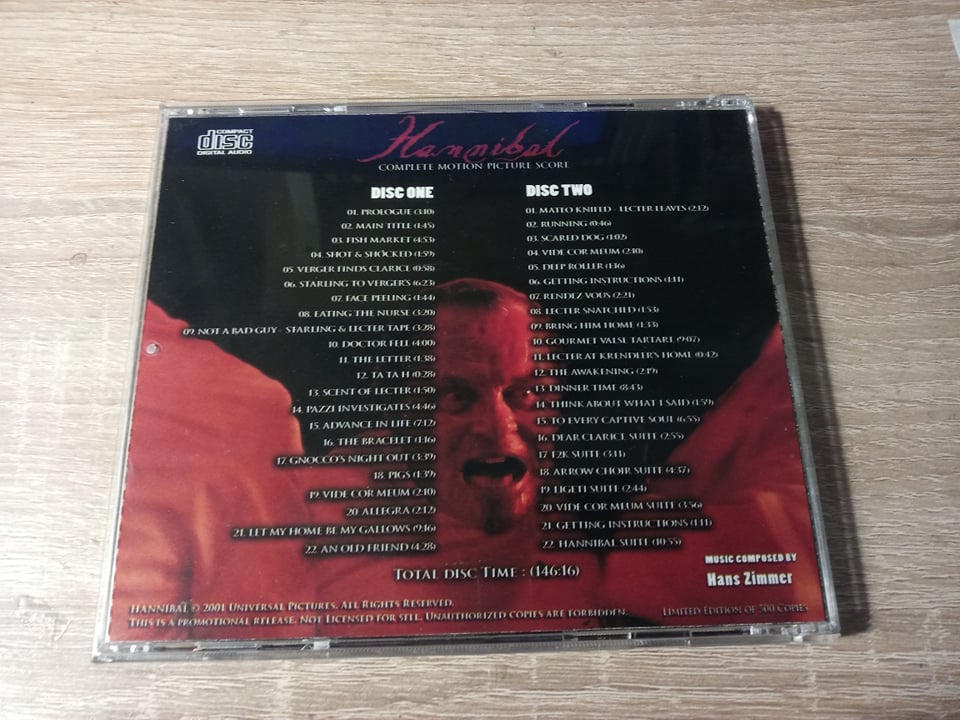 COMPACT
disc
DIGITAL AUDIO
Hannibal
COMPLETE MOTION PICTURE SCORE
DISC ONE
01. PROLOGUE (3:10)
02. MAIN TITLE (1:45)
03. FISH MARKET (4:53)
04. SHOT & SHOCKED (1:59)
05. VERGER FINDS CLARICE (0:58)
06. STARLING TO VERGER'S (6:23)
07. FACE PEELING (1:44)
08. EATING THE NURSE (3:20)
09. NOT A BAD GUY - STARLING & LECTER TAPE (3:28)
10. DOCTOR FELL (4:00)
11. THE LETTER (1:38)
12. TA TA H (0:28)
13. SCENT OF LECTER (1:50)
14. PAZZI INVESTIGATES (4:46)
15. ADVANCE IN LIFE (7:12)
16. THE BRACELET (1:16)
17. GNOCCO'S NIGHT OUT (3:39)
18. PIGS (1:39)
19. VIDE COR MEUM (2:10)
20. ALLEGRA (2:12)
21. LET MY HOME BE MY GALLOWS (9:16)
22. AN OLD FRIEND (4:28)
DISC TWO
01. MATEO KNIFED - LECTER LEAVES (2:12)
02. RUNNING (0:46)
03. SCARED DOG (1:02)
04. VIDE COR MEUM (2:10)
05. DEEP ROLLER (1:16)
06. GETTING INSTRUCTIONS (1:11)
07. RENDEZ-VOUS (2:21)
08. LECTER SNATCHED (1:53)
09. BRING HIM HOME (1:33)
10. GOURMET VALSE TARTARE (9:07)
11. LECTER AT KRENDLER'S HOME (0:42)
12. THE AWAKENING (2:19)
13. DINNER TIME (8:43)
14. THINK ABOUT WHAT I SAID (1:59)
15. TO EVERY CAPTIVE SOUL (6:55)
16. DEAR CLARICE SUITE (2:55)
17. F2K SUITE (3:11)
18. ARROW CHOIR SUITE (4:37)
19. LIGETI SUITE (2:44)
20. VIDE COR MEUM SUITE (3:56)
21. GETTING INSTRUCTIONS (1:11)
22. HANNIBAL SUITE (10:55)
TOTAL DISC TIME : (146:16)
MUSIC COMPOSED BY
Hans Zimmer
HANNIBAL © 2001 UNIVERSAL PICTURES. ALL RIGHTS RESERVED.
THIS IS A PROMOTIONAL RELEASE. NOT LICENSED FOR SELL. UNAUTHORIZED COPIES ARE FORBIDDEN.
LIMITED EDITION OF 500 COPIES